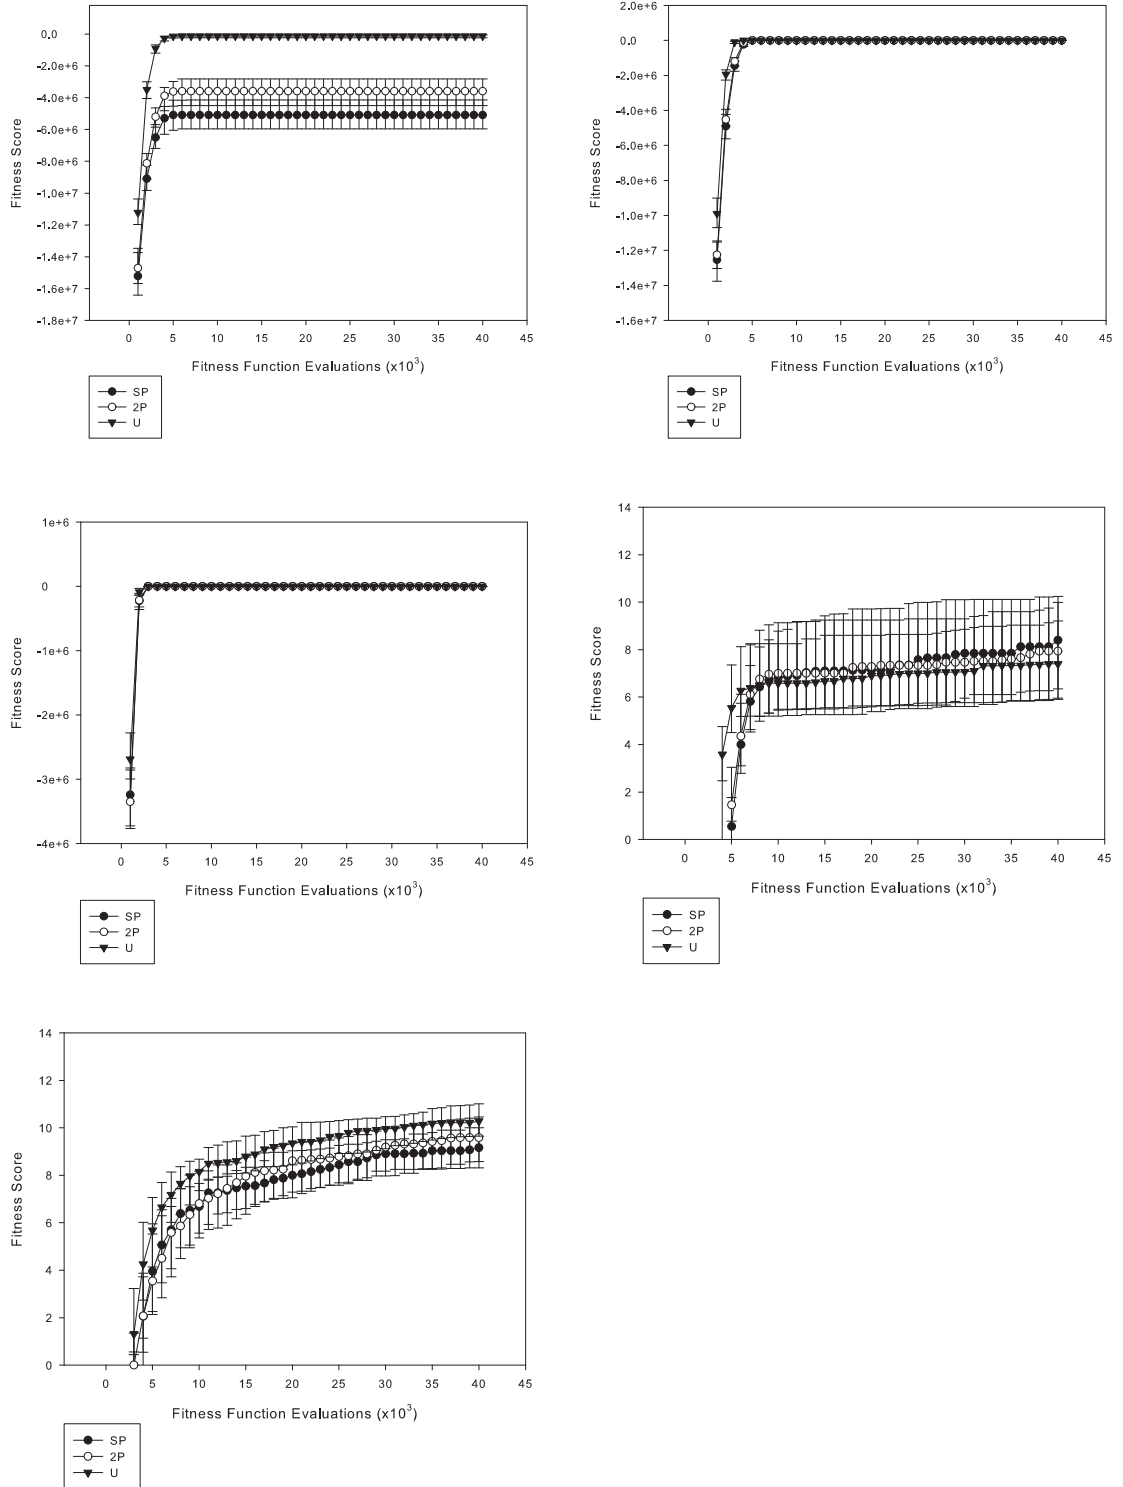 0.0
-2.0e+6
-4.0e+6
-6.0e+6
-8.0e+6
-1.0e+7
-1.2e+7
-1.4e+7
-1.6e+7
-1.8e+7
Fitness Score
0 5 10 15 20 25 30 35 40 45
Fitness Function Evaluations (x10³)
SP
2P
U
2.0e+6
0.0
-2.0e+6
-4.0e+6
-6.0e+6
-8.0e+6
-1.0e+7
-1.2e+7
-1.4e+7
-1.6e+7
Fitness Score
0 5 10 15 20 25 30 35 40 45
Fitness Function Evaluations (x10³)
SP
2P
U
1e+6
0
-1e+6
-2e+6
-3e+6
-4e+6
Fitness Score
0 5 10 15 20 25 30 35 40 45
Fitness Function Evaluations (x10³)
SP
2P
U
14
12
10
8
6
4
2
0
Fitness Score
0 5 10 15 20 25 30 35 40 45
Fitness Function Evaluations (x10³)
SP
2P
U
14
12
10
8
6
4
2
0
Fitness Score
0 5 10 15 20 25 30 35 40 45
Fitness Function Evaluations (x10³)
SP
2P
U